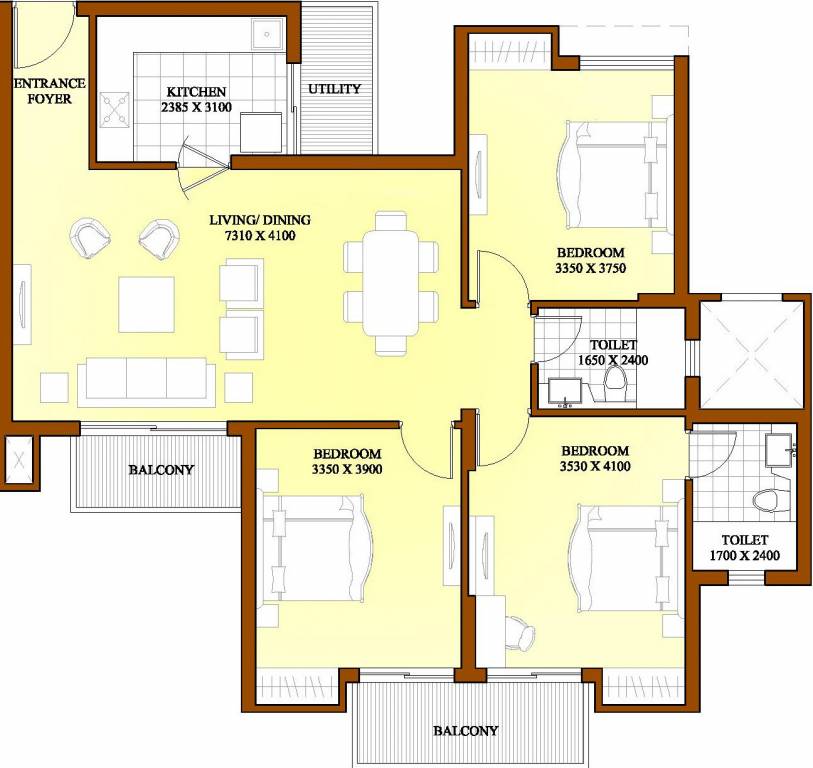 ENTRANCE
FOYER
KITCHEN
2385 X 3100
UTILITY
LIVING/ DINING
7310 X 4100
BEDROOM
3350 X 3750
TOILET
1650 X 2400
BALCONY
BEDROOM
3350 X 3900
BEDROOM
3530 X 4100
TOILET
1700 X 2400
BALCONY